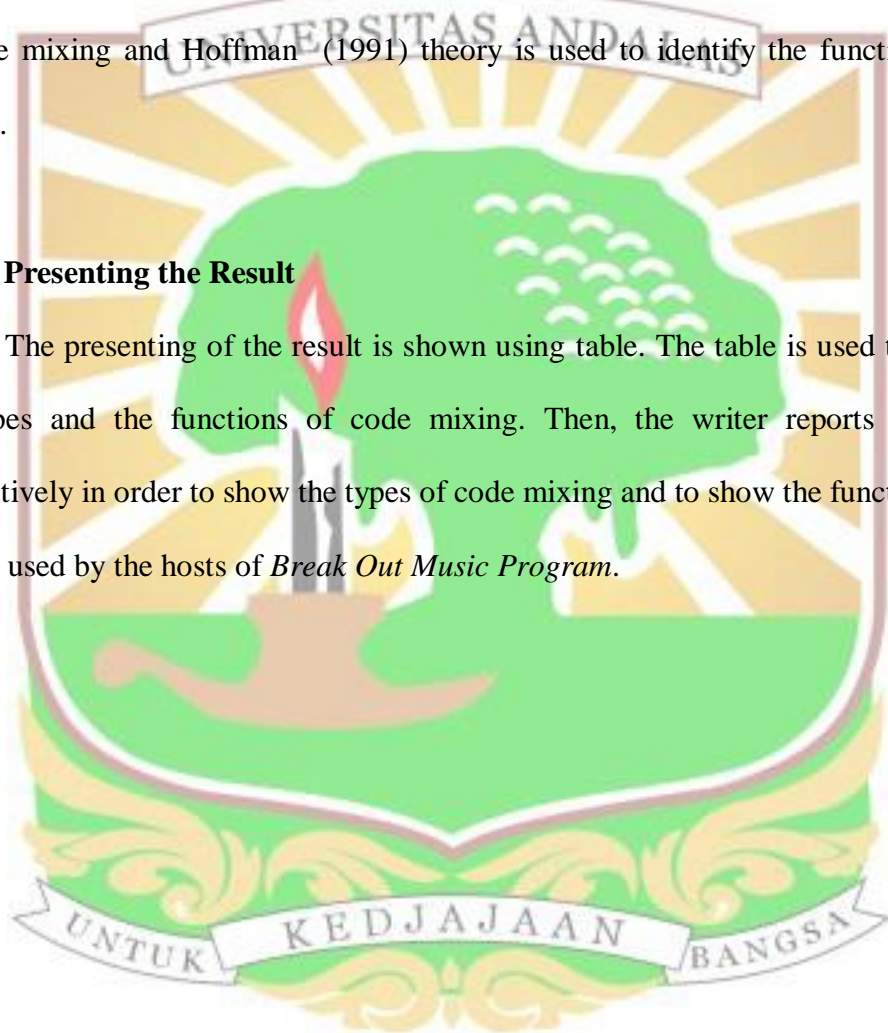 UNIVERSITAS ANDALAS
e mixing and Hoffman (1991) theory is used to identify the functi
.
Presenting the Result
The presenting of the result is shown using table. The table is used t
pes and the functions of code mixing. Then, the writer reports
tively in order to show the types of code mixing and to show the funct
used by the hosts of Break Out Music Program.
UNTUK KEDJAJAAN BANGSA